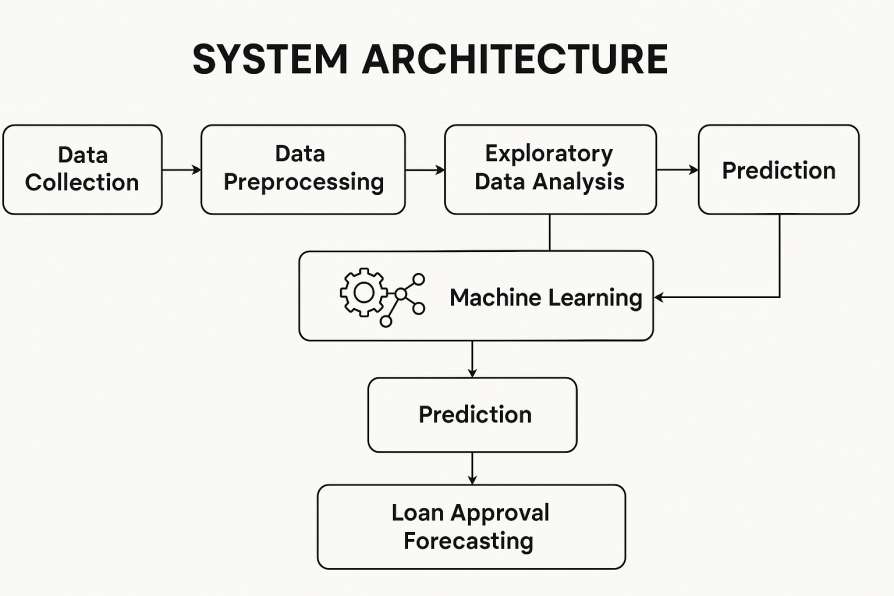 SYSTEM ARCHITECTURE
Data
Collection
Data
Preprocessing
Exploratory
Data Analysis
Prediction
Machine Learning
Prediction
Loan Approval
Forecasting